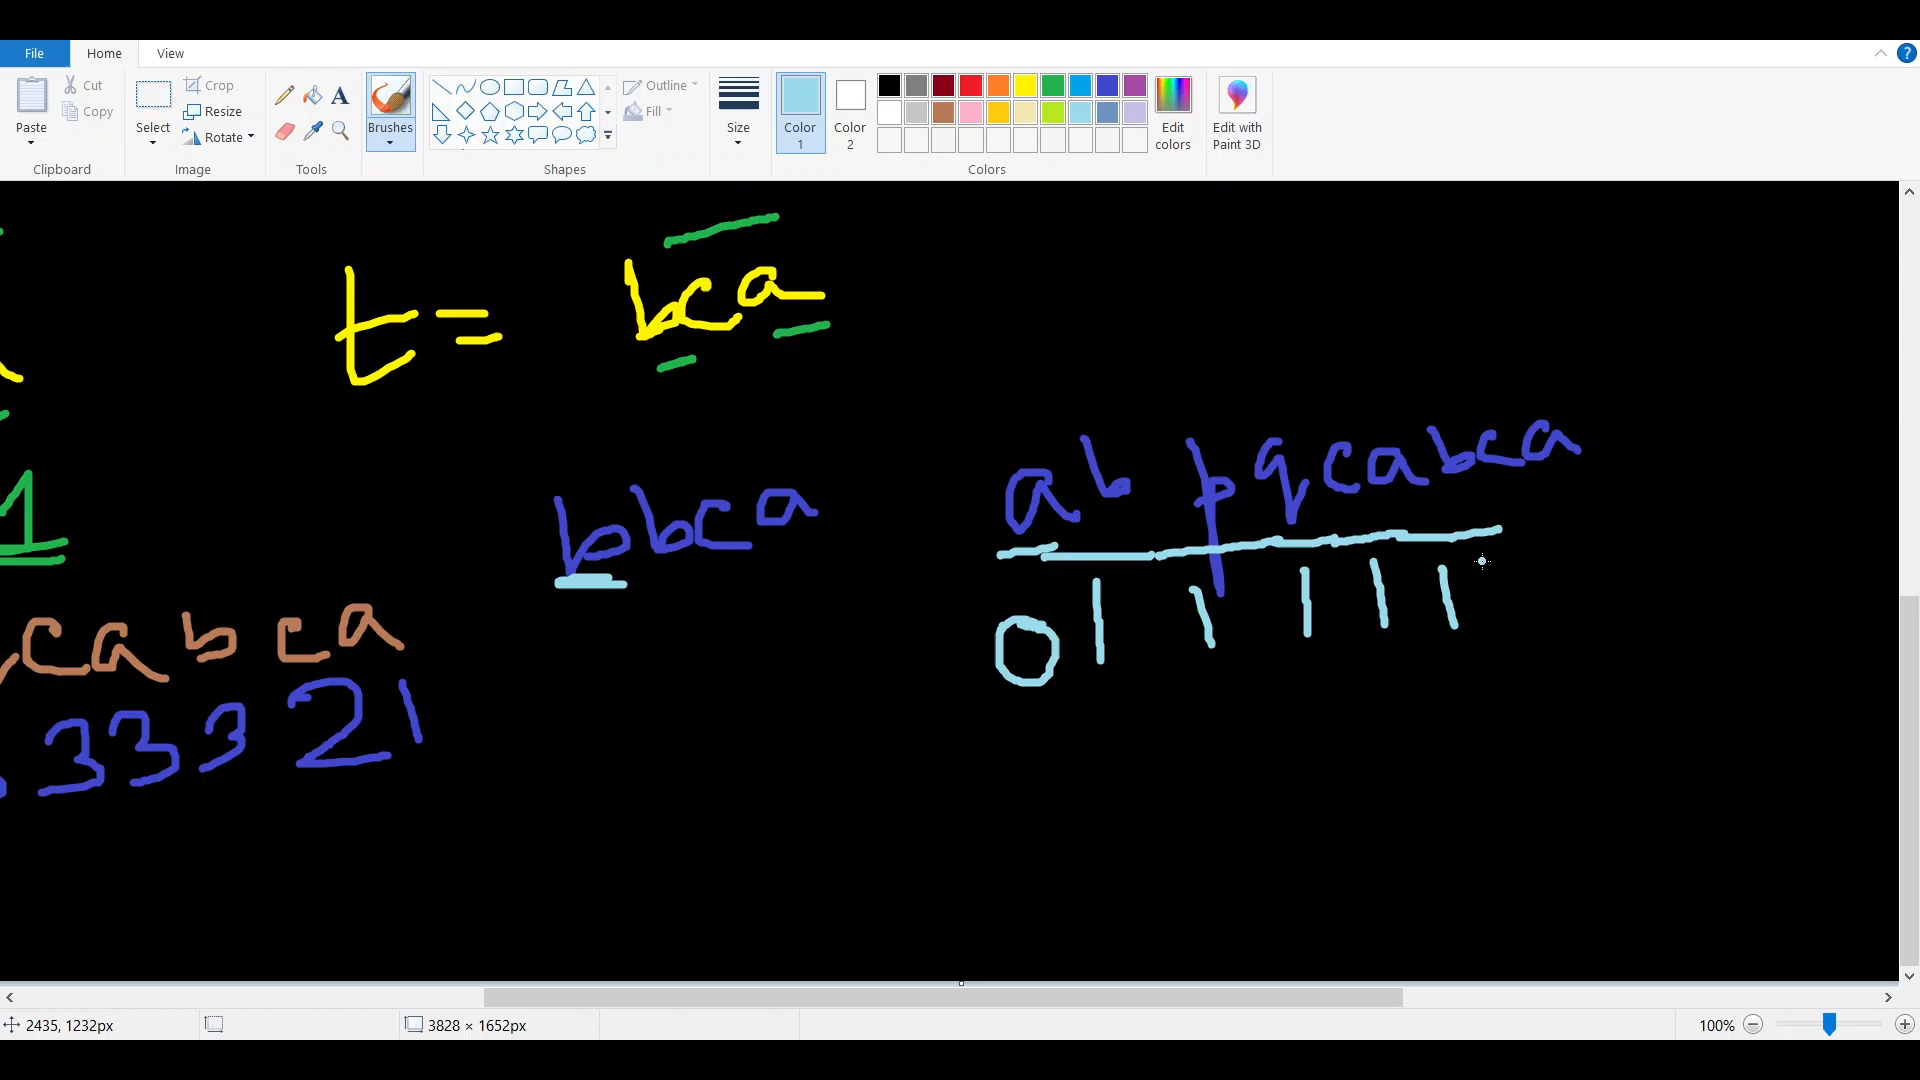 File Home View
Paste Cut Copy Select Crop Resize Rotate A Brushes Outline Fill Size Color 1 Color 2 Edit colors Edit with Paint 3D ?
Clipboard Image Tools Shapes Colors
t = bca
bbca
ab pqcabca
1
0 1 1 1 1 1
cabca
333 21
2435, 1232px 3828 × 1652px 100%